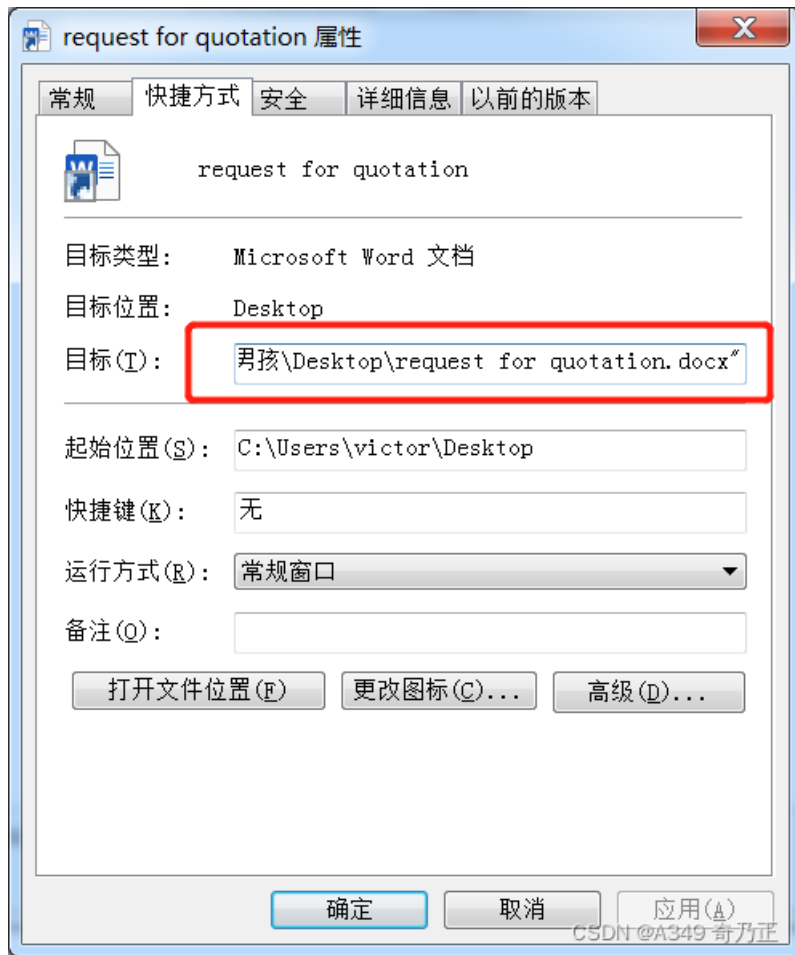 request for quotation 属性
常规 快捷方式 安全 详细信息 以前的版本
request for quotation
目标类型: Microsoft Word 文档
目标位置: Desktop
目标(T): 男孩\Desktop\request for quotation.docx"
起始位置(S): C:\Users\victor\Desktop
快捷键(K): 无
运行方式(R): 常规窗口
备注(O):
打开文件位置(F) 更改图标(C)... 高级(D)...
确定 取消 应用(A)
CSDN @A349 奇乃正